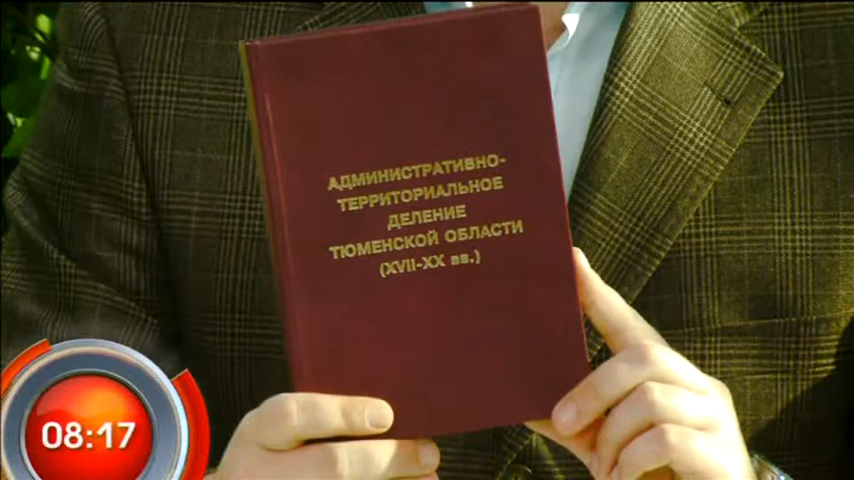 АДМИНИСТРАТИВНО-
ТЕРРИТОРИАЛЬНОЕ
ДЕЛЕНИЕ
ТЮМЕНСКОЙ ОБЛАСТИ
(XVII-XX вв.)
08:17